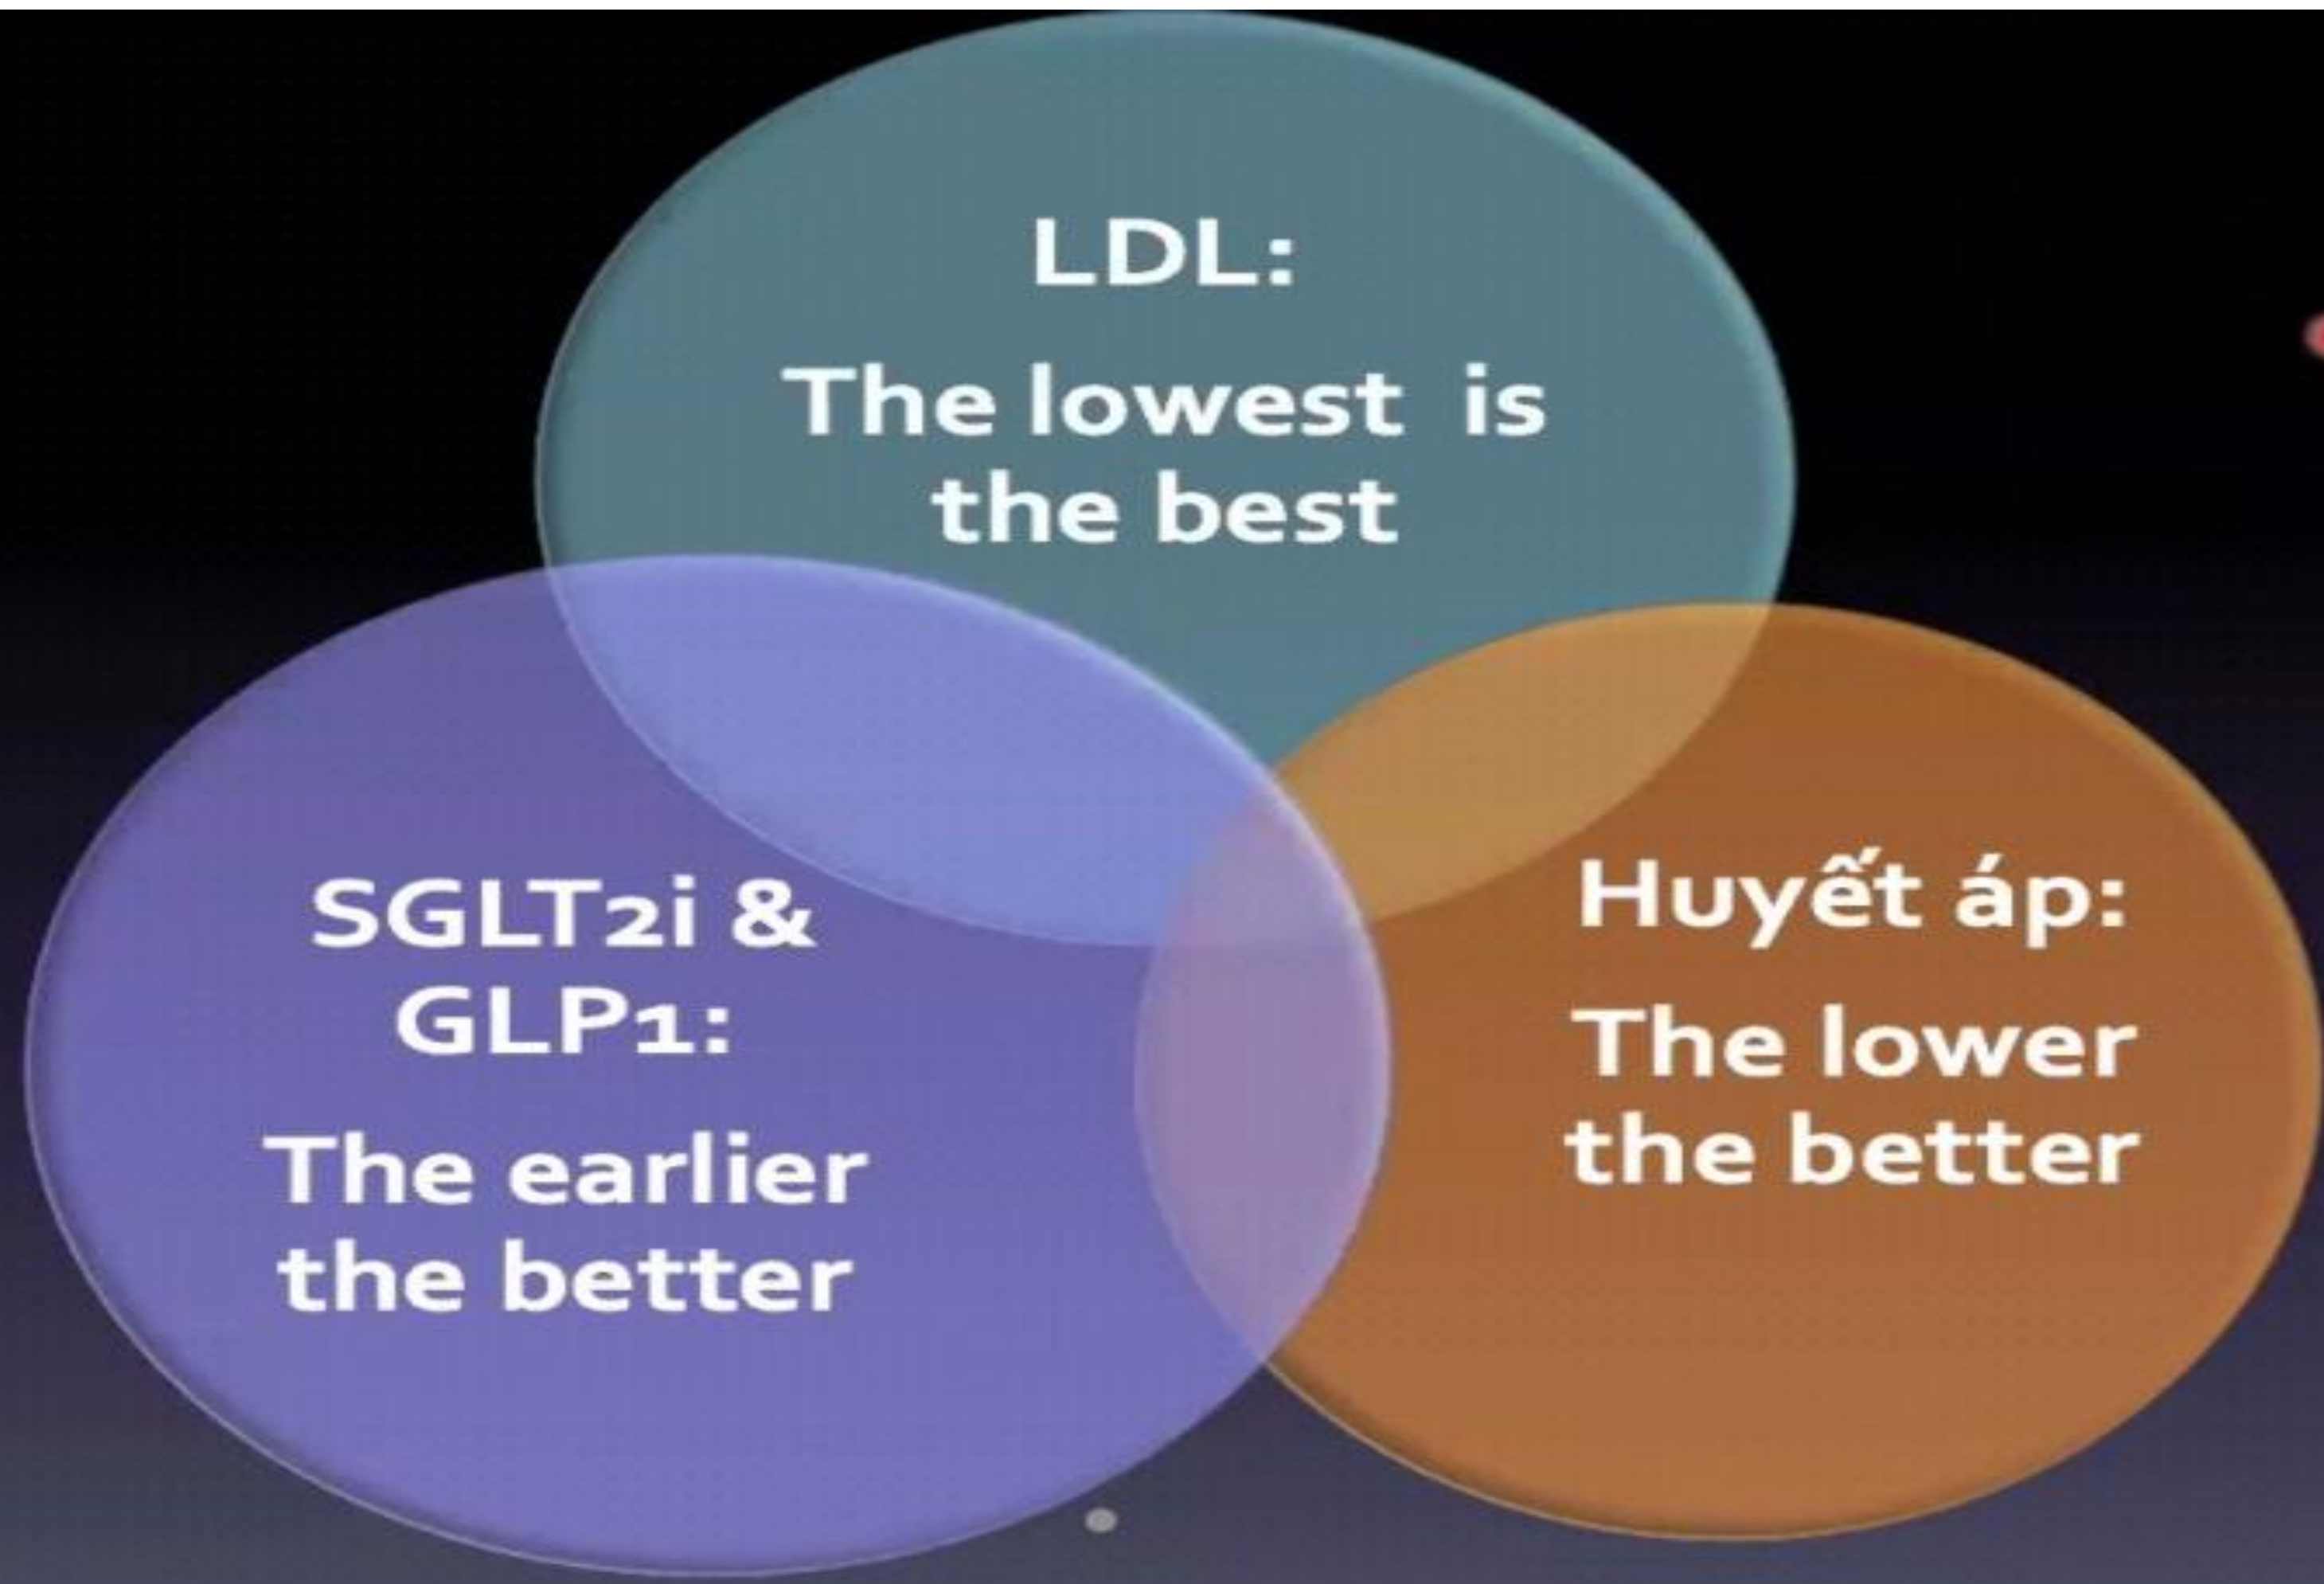 LDL:
The lowest is
the best
SGLT2i &
GLP1:
The earlier
the better
Huyết áp:
The lower
the better